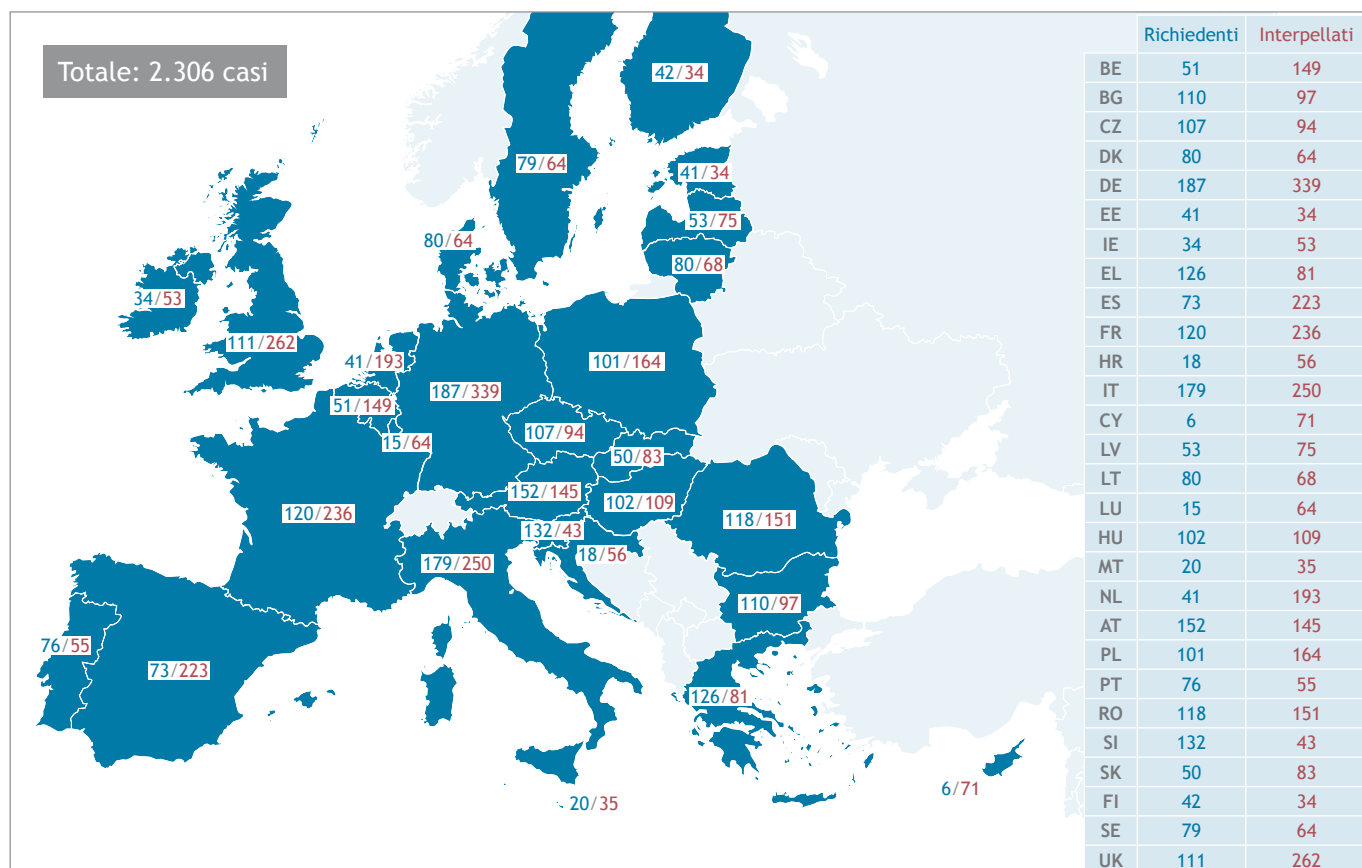 Totale: 2.306 casi
42/34
79/64
41/34
53/75
80/64
80/68
34/53
111/262
41/193
101/164
187/339
51/149
107/94
15/64
50/83
152/145
102/109
120/236
118/151
132/43
18/56
179/250
110/97
76/55
73/223
126/81
6/71
20/35
Richiedenti Interpellati
BE 51 149
BG 110 97
CZ 107 94
DK 80 64
DE 187 339
EE 41 34
IE 34 53
EL 126 81
ES 73 223
FR 120 236
HR 18 56
IT 179 250
CY 6 71
LV 53 75
LT 80 68
LU 15 64
HU 102 109
MT 20 35
NL 41 193
AT 152 145
PL 101 164
PT 76 55
RO 118 151
SI 132 43
SK 50 83
FI 42 34
SE 79 64
UK 111 262